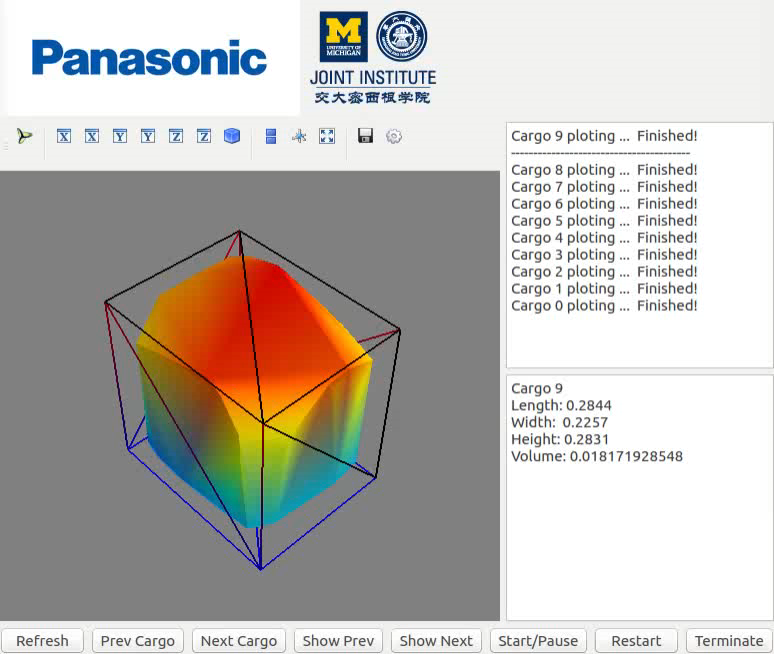 Panasonic
M
UNIVERSITY OF
MICHIGAN
JOINT INSTITUTE
交大密西根学院
X X Y Y Z Z
Cargo 9 ploting ... Finished!
----------------------------------------
Cargo 8 ploting ... Finished!
Cargo 7 ploting ... Finished!
Cargo 6 ploting ... Finished!
Cargo 5 ploting ... Finished!
Cargo 4 ploting ... Finished!
Cargo 3 ploting ... Finished!
Cargo 2 ploting ... Finished!
Cargo 1 ploting ... Finished!
Cargo 0 ploting ... Finished!
Cargo 9
Length: 0.2844
Width: 0.2257
Height: 0.2831
Volume: 0.018171928548
Refresh Prev Cargo Next Cargo Show Prev Show Next Start/Pause Restart Terminate